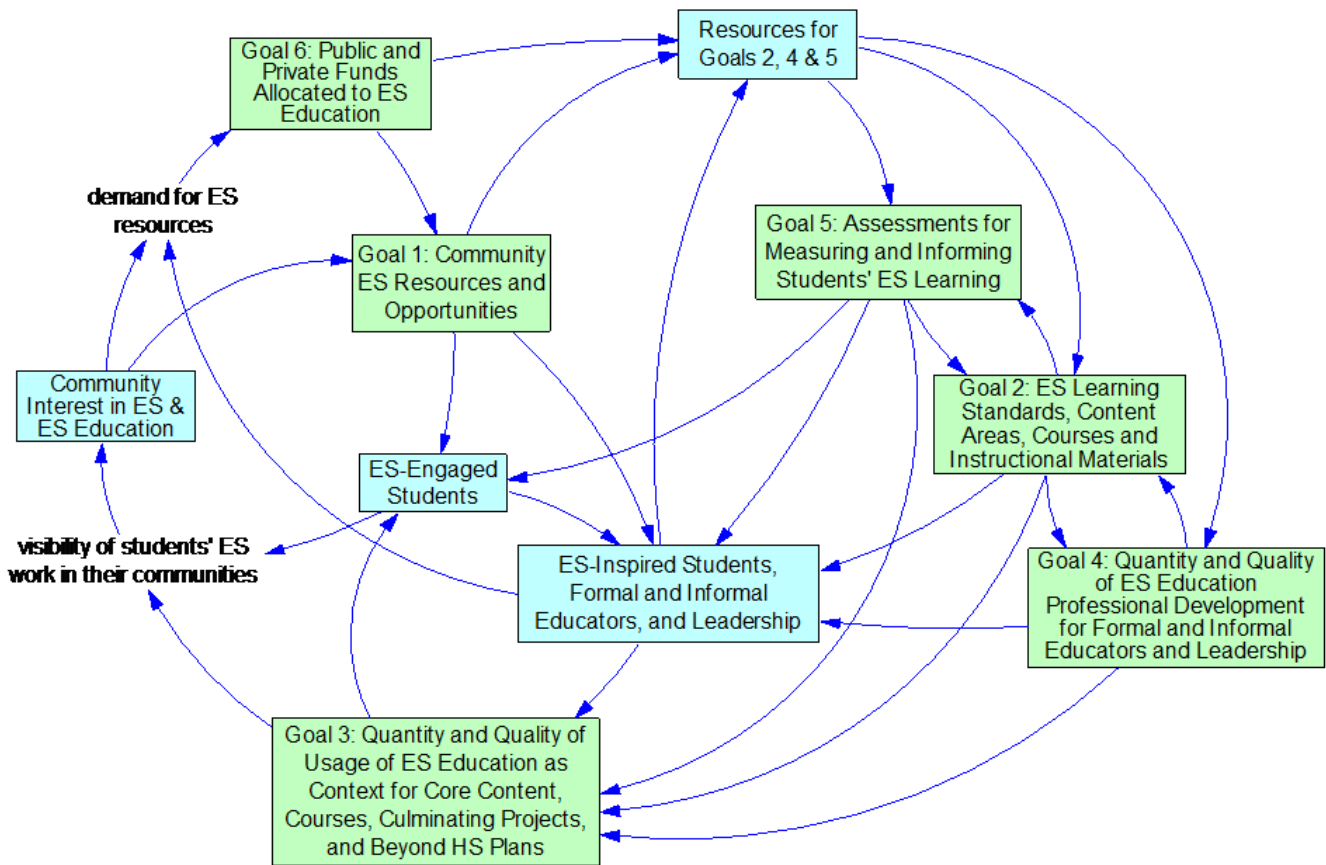 Resources for
Goals 2, 4 & 5
Goal 6: Public and
Private Funds
Allocated to ES
Education
demand for ES
resources
Goal 1: Community
ES Resources and
Opportunities
Goal 5: Assessments for
Measuring and Informing
Students' ES Learning
Community
Interest in ES &
ES Education
Goal 2: ES Learning
Standards, Content
Areas, Courses and
Instructional Materials
ES-Engaged
Students
visibility of students' ES
work in their communities
ES-Inspired Students,
Formal and Informal
Educators, and Leadership
Goal 4: Quantity and Quality
of ES Education
Professional Development
for Formal and Informal
Educators and Leadership
Goal 3: Quantity and Quality of
Usage of ES Education as
Context for Core Content,
Courses, Culminating Projects,
and Beyond HS Plans